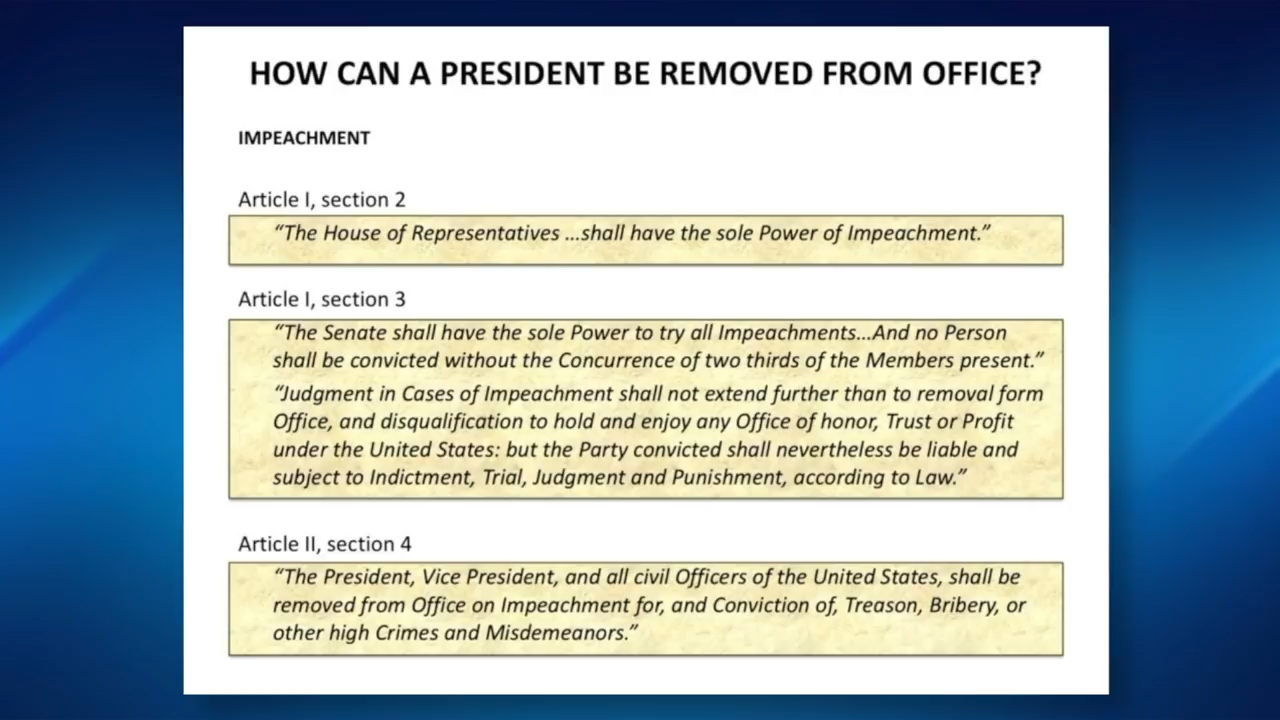 HOW CAN A PRESIDENT BE REMOVED FROM OFFICE?
IMPEACHMENT
Article I, section 2
“The House of Representatives ...shall have the sole Power of Impeachment.”
Article I, section 3
“The Senate shall have the sole Power to try all Impeachments...And no Person
shall be convicted without the Concurrence of two thirds of the Members present.”
“Judgment in Cases of Impeachment shall not extend further than to removal form
Office, and disqualification to hold and enjoy any Office of honor, Trust or Profit
under the United States: but the Party convicted shall nevertheless be liable and
subject to Indictment, Trial, Judgment and Punishment, according to Law.”
Article II, section 4
“The President, Vice President, and all civil Officers of the United States, shall be
removed from Office on Impeachment for, and Conviction of, Treason, Bribery, or
other high Crimes and Misdemeanors.”